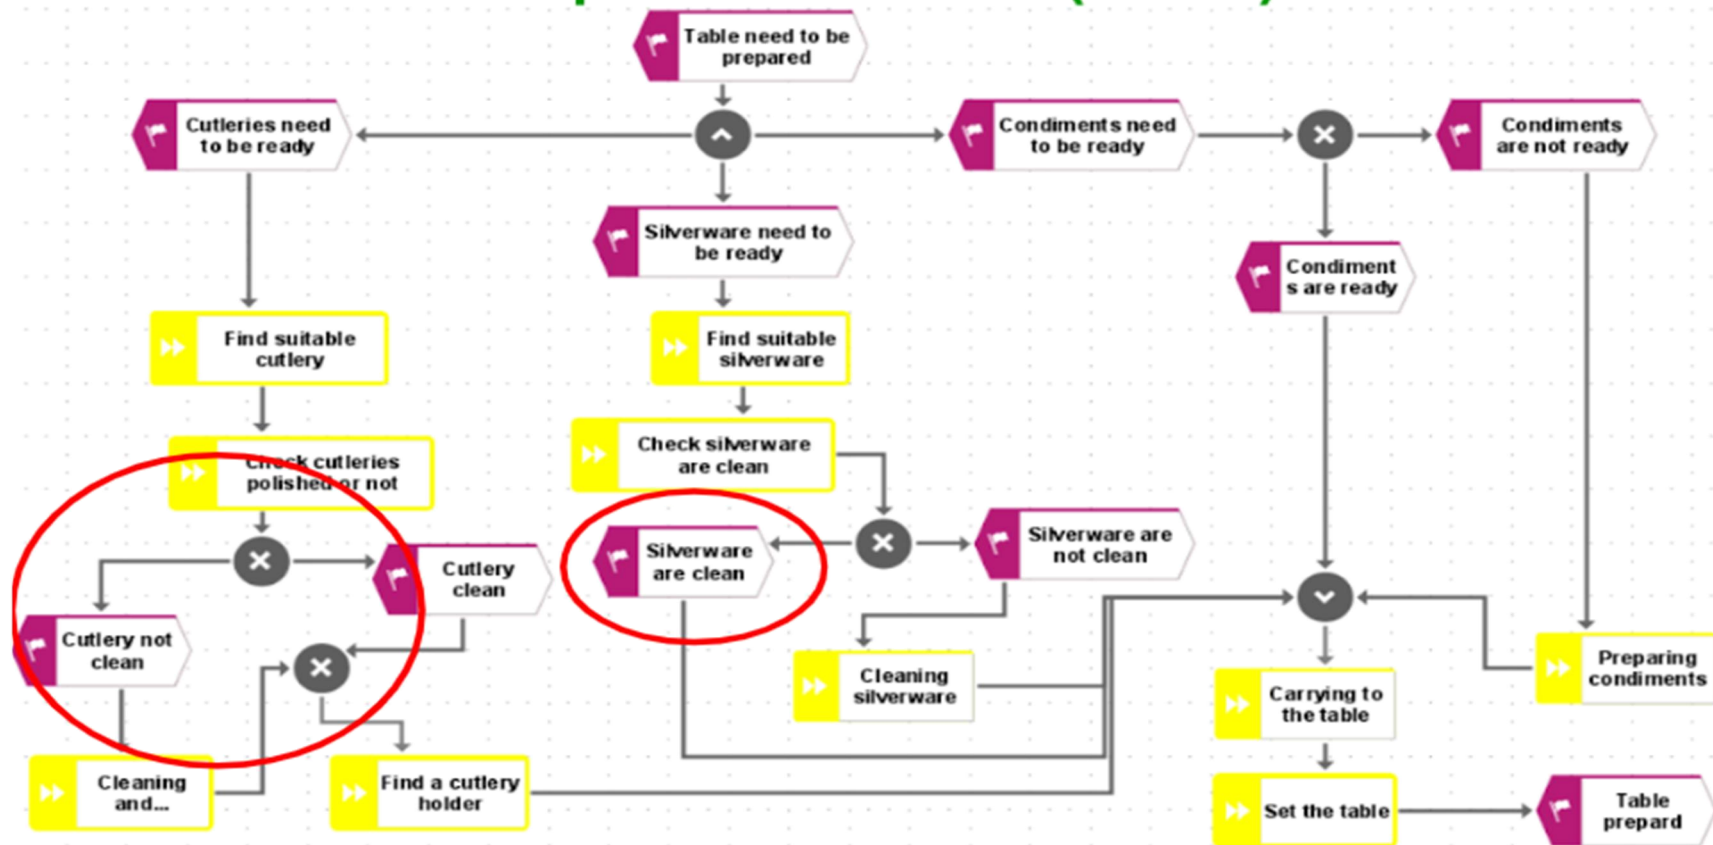 Table need to be
prepared
Cutleries need
to be ready
Condiments need
to be ready
Condiments
are not ready
Silverware need to
be ready
Condiment
s are ready
Find suitable
cutlery
Find suitable
silverware
Check silverware
are clean
Check cutleries
polished or not
Silverware
are clean
Silverware are
not clean
Cutlery
clean
Cutlery not
clean
Cleaning
silverware
Preparing
condiments
Carrying to
the table
Cleaning
and...
Find a cutlery
holder
Set the table
Table
prepard